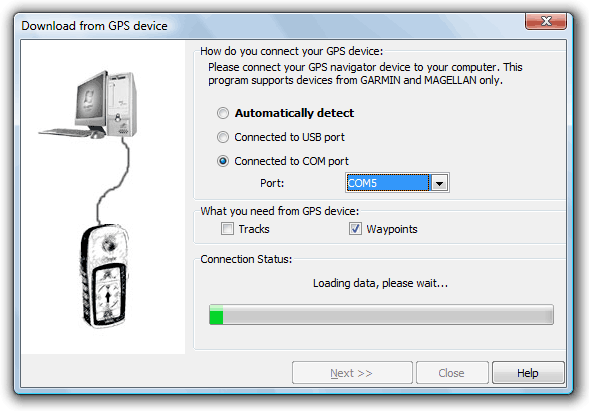 Download from GPS device
How do you connect your GPS device:
Please connect your GPS navigator device to your computer. This
program supports devices from GARMIN and MAGELLAN only.
Automatically detect
Connected to USB port
Connected to COM port
Port: COM5
What you need from GPS device:
Tracks Waypoints
Connection Status:
Loading data, please wait...
Next >> Close Help